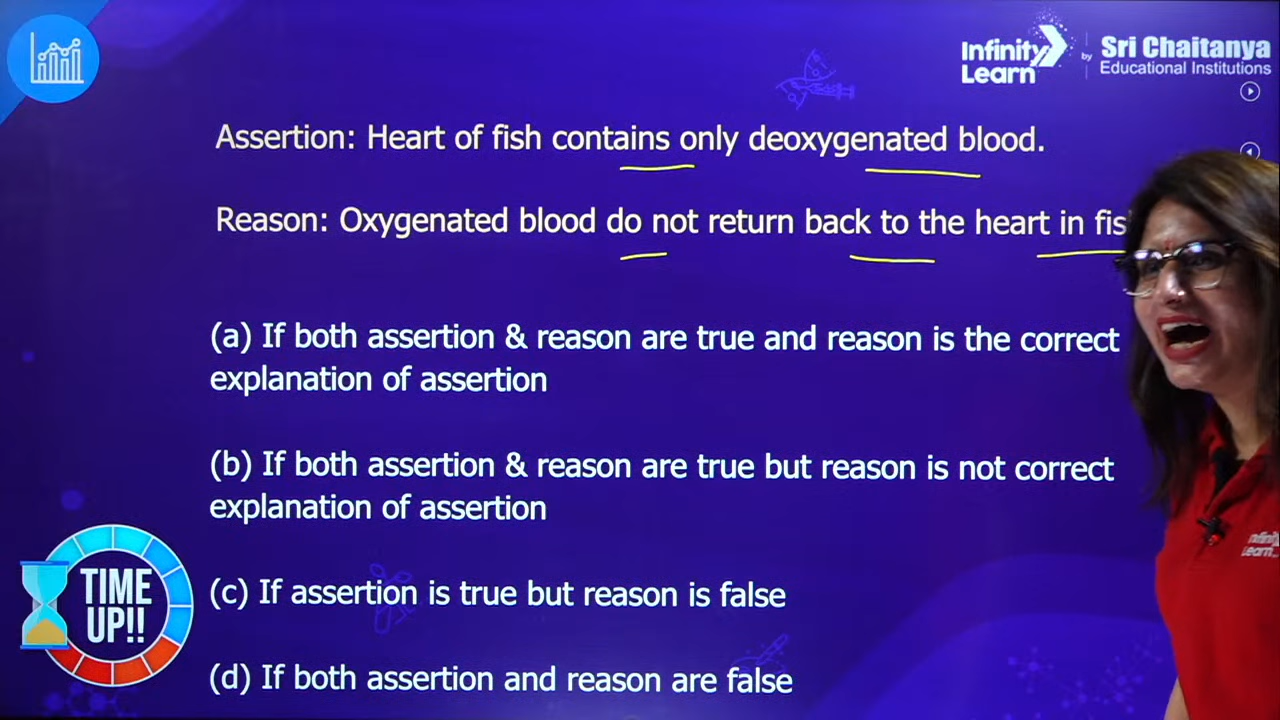 Infinity Learn by Sri Chaitanya Educational Institutions
Assertion: Heart of fish contains only deoxygenated blood.
Reason: Oxygenated blood do not return back to the heart in
(a) If both assertion & reason are true and reason is the correct
explanation of assertion
(b) If both assertion & reason are true but reason is not correct
explanation of assertion
(c) If assertion is true but reason is false
(d) If both assertion and reason are false
TIME
UP!!
Infinity
Learn